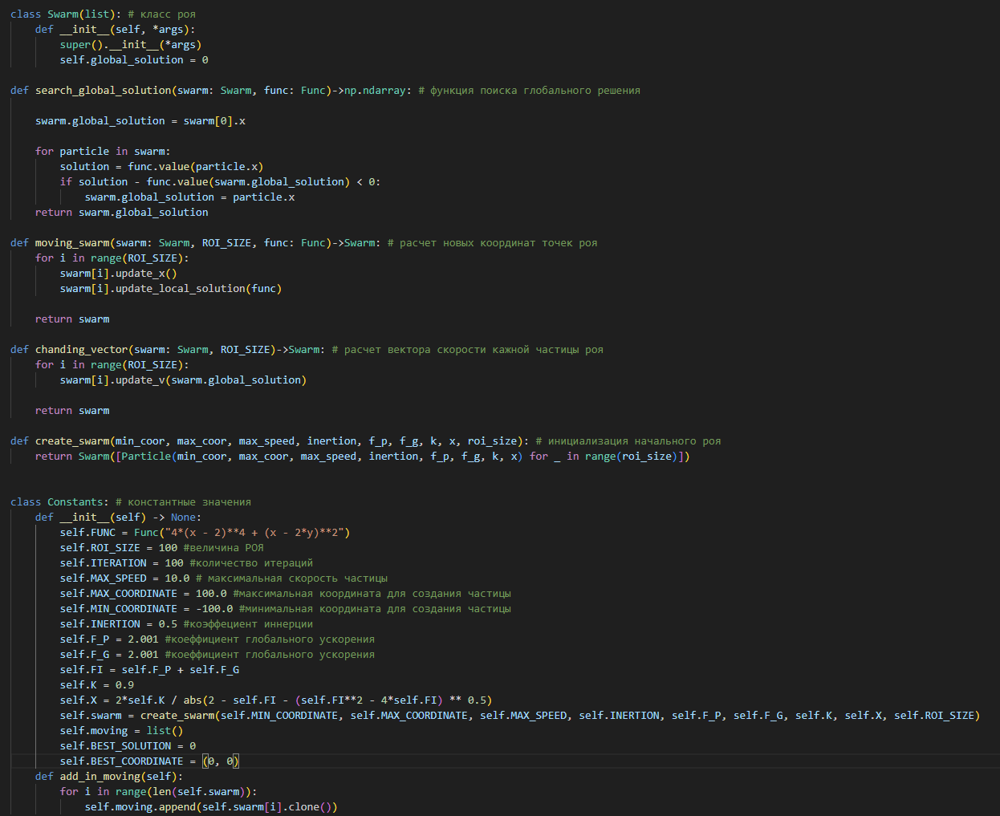 class Swarm(list): # класс роя
    def __init__(self, *args):
        super().__init__(*args)
        self.global_solution = 0
def search_global_solution(swarm: Swarm, func: Func)->np.ndarray: # функция поиска глобального решения
    swarm.global_solution = swarm[0].x
    for particle in swarm:
        solution = func.value(particle.x)
        if solution - func.value(swarm.global_solution) < 0:
            swarm.global_solution = particle.x
    return swarm.global_solution
def moving_swarm(swarm: Swarm, ROI_SIZE, func: Func)->Swarm: # расчет новых координат точек роя
    for i in range(ROI_SIZE):
        swarm[i].update_x()
        swarm[i].update_local_solution(func)
    return swarm
def chanding_vector(swarm: Swarm, ROI_SIZE)->Swarm: # расчет вектора скорости кажной частицы роя
    for i in range(ROI_SIZE):
        swarm[i].update_v(swarm.global_solution)
    return swarm
def create_swarm(min_coor, max_coor, max_speed, inertion, f_p, f_g, k, x, roi_size): # инициализация начального роя
    return Swarm([Particle(min_coor, max_coor, max_speed, inertion, f_p, f_g, k, x) for _ in range(roi_size)])
class Constants: # константные значения
    def __init__(self) -> None:
        self.FUNC = Func("4*(x - 2)**4 + (x - 2*y)**2")
        self.ROI_SIZE = 100 #величина РОЯ
        self.ITERATION = 100 #количество итераций
        self.MAX_SPEED = 10.0 # максимальная скорость частицы
        self.MAX_COORDINATE = 100.0 #максимальная координата для создания частицы
        self.MIN_COORDINATE = -100.0 #минимальная координата для создания частицы
        self.INERTION = 0.5 #коэффециент иннерции
        self.F_P = 2.001 #коеффициент глобального ускорения
        self.F_G = 2.001 #коеффициент глобального ускорения
        self.FI = self.F_P + self.F_G
        self.K = 0.9
        self.X = 2*self.K / abs(2 - self.FI - (self.FI**2 - 4*self.FI) ** 0.5)
        self.swarm = create_swarm(self.MIN_COORDINATE, self.MAX_COORDINATE, self.MAX_SPEED, self.INERTION, self.F_P, self.F_G, self.K, self.X, self.ROI_SIZE)
        self.moving = list()
        self.BEST_SOLUTION = 0
        self.BEST_COORDINATE = (0, 0)
    def add_in_moving(self):
        for i in range(len(self.swarm)):
            self.moving.append(self.swarm[i].clone())